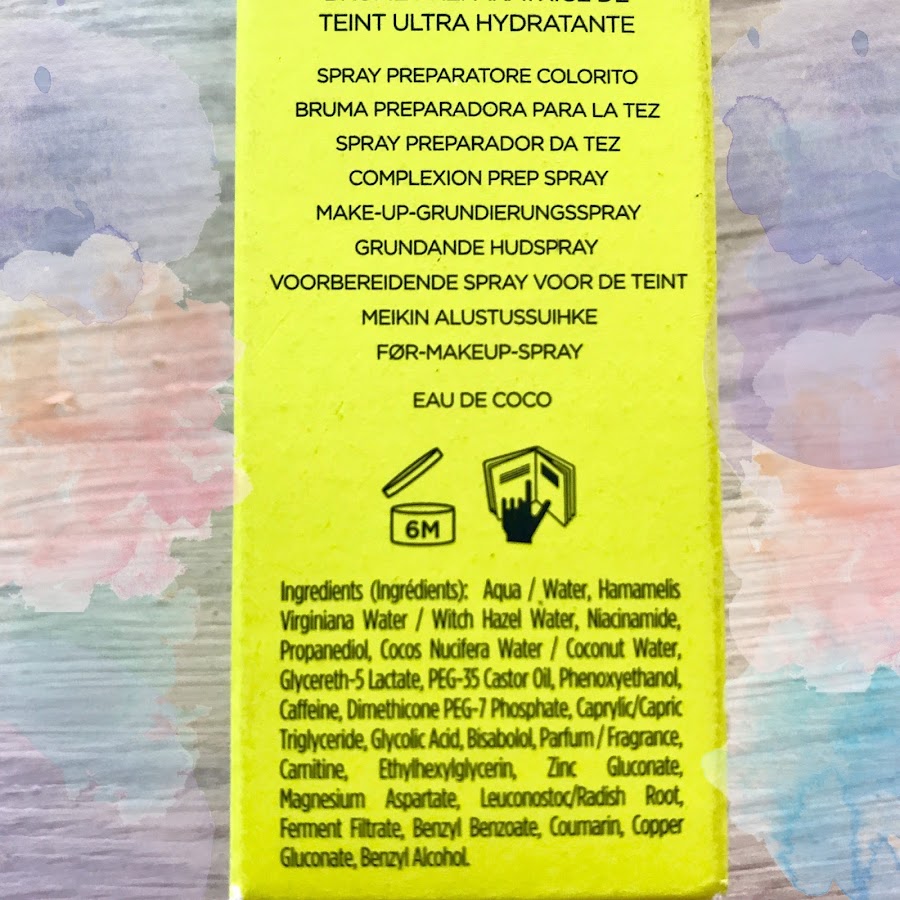 TEINT ULTRA HYDRATANTE
SPRAY PREPARATORE COLORITO
BRUMA PREPARADORA PARA LA TEZ
SPRAY PREPARADOR DA TEZ
COMPLEXION PREP SPRAY
MAKE-UP-GRUNDIERUNGSSPRAY
GRUNDANDE HUDSPRAY
VOORBEREIDENDE SPRAY VOOR DE TEINT
MEIKIN ALUSTUSSUIHKE
FØR-MAKEUP-SPRAY
EAU DE COCO
6M
Ingredients (Ingrédients): Aqua / Water, Hamamelis
Virginiana Water / Witch Hazel Water, Niacinamide,
Propanediol, Cocos Nucifera Water / Coconut Water,
Glycereth-5 Lactate, PEG-35 Castor Oil, Phenoxyethanol,
Caffeine, Dimethicone PEG-7 Phosphate, Caprylic/Capric
Triglyceride, Glycolic Acid, Bisabolol, Parfum / Fragrance,
Carnitine, Ethylhexylglycerin, Zinc Gluconate,
Magnesium Aspartate, Leuconostoc/Radish Root,
Ferment Filtrate, Benzyl Benzoate, Coumarin, Copper
Gluconate, Benzyl Alcohol.